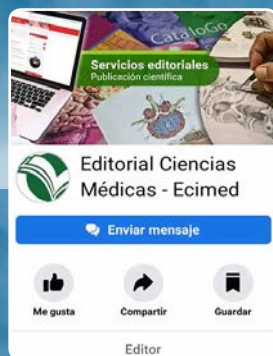 CataloGo
Servicios editoriales
Publicación científica
Editorial Ciencias
Médicas - Ecimed
Enviar mensaje
Me gusta
Compartir
Guardar
Editor